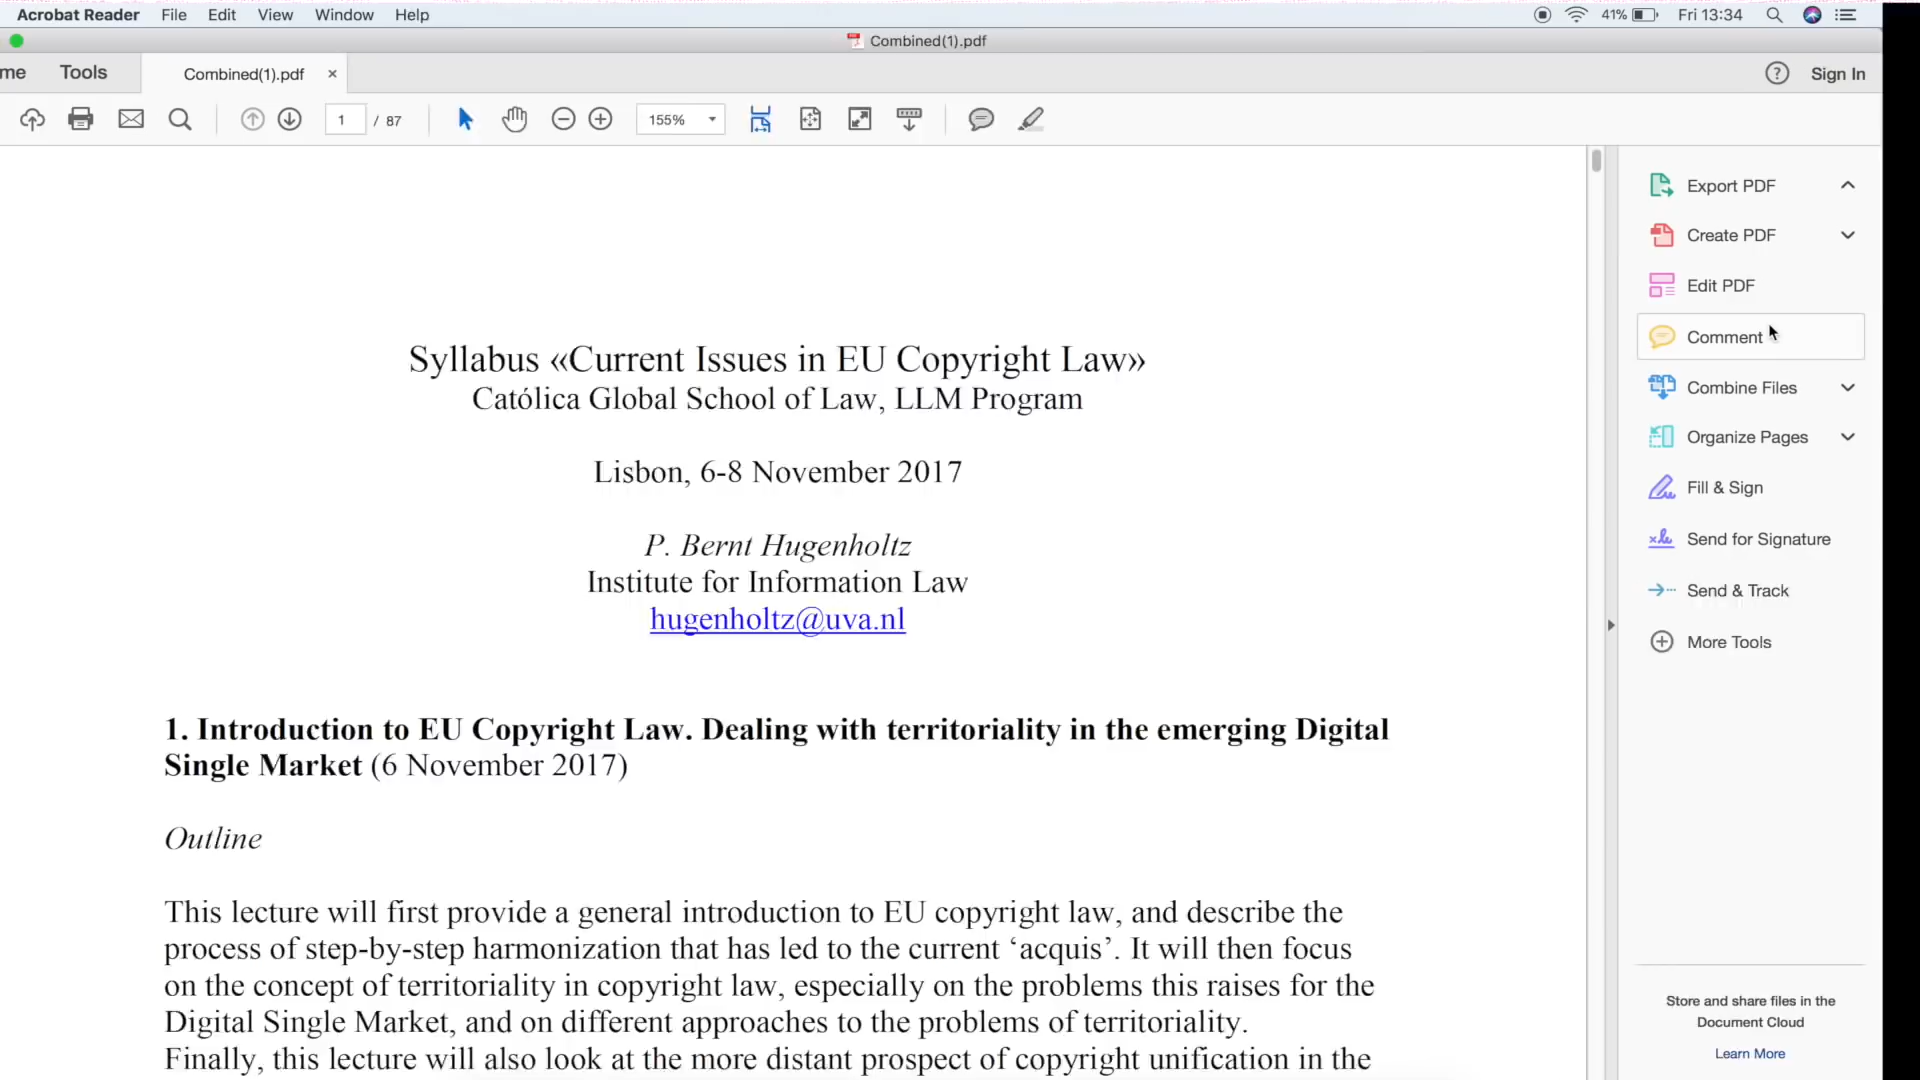 Acrobat Reader File Edit View Window Help 41% Fri 13:34
Combined(1).pdf
me Tools Combined(1).pdf × ? Sign In
1 / 87 155%
Export PDF
Create PDF
Edit PDF
Comment
Combine Files
Organize Pages
Fill & Sign
Send for Signature
Send & Track
More Tools
Syllabus «Current Issues in EU Copyright Law»
Católica Global School of Law, LLM Program
Lisbon, 6-8 November 2017
P. Bernt Hugenholtz
Institute for Information Law
hugenholtz@uva.nl
1. Introduction to EU Copyright Law. Dealing with territoriality in the emerging Digital
Single Market (6 November 2017)
Outline
This lecture will first provide a general introduction to EU copyright law, and describe the
process of step-by-step harmonization that has led to the current ‘acquis’. It will then focus
on the concept of territoriality in copyright law, especially on the problems this raises for the
Digital Single Market, and on different approaches to the problems of territoriality.
Finally, this lecture will also look at the more distant prospect of copyright unification in the
Store and share files in the
Document Cloud
Learn More